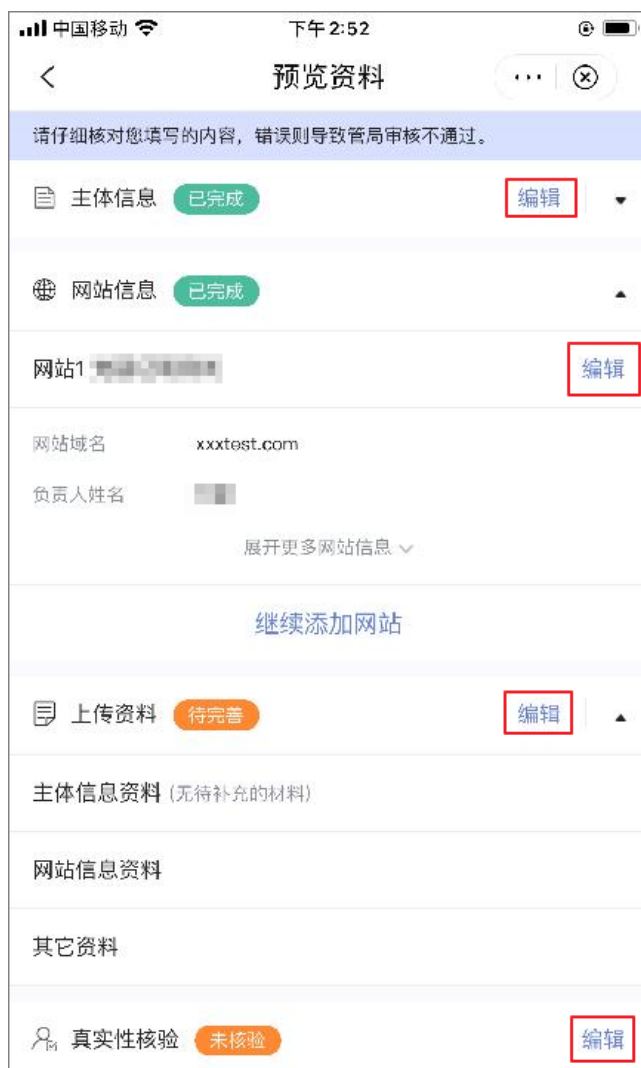 中国移动 下午2:52
预览资料
请仔细核对您填写的内容，错误则导致管局审核不通过。
主体信息 已完成 编辑
网站信息 已完成
网站1 编辑
网站域名 xxxtest.com
负责人姓名
展开更多网站信息
继续添加网站
上传资料 待完善 编辑
主体信息资料 (无待补充的材料)
网站信息资料
其它资料
真实性核验 未核验 编辑